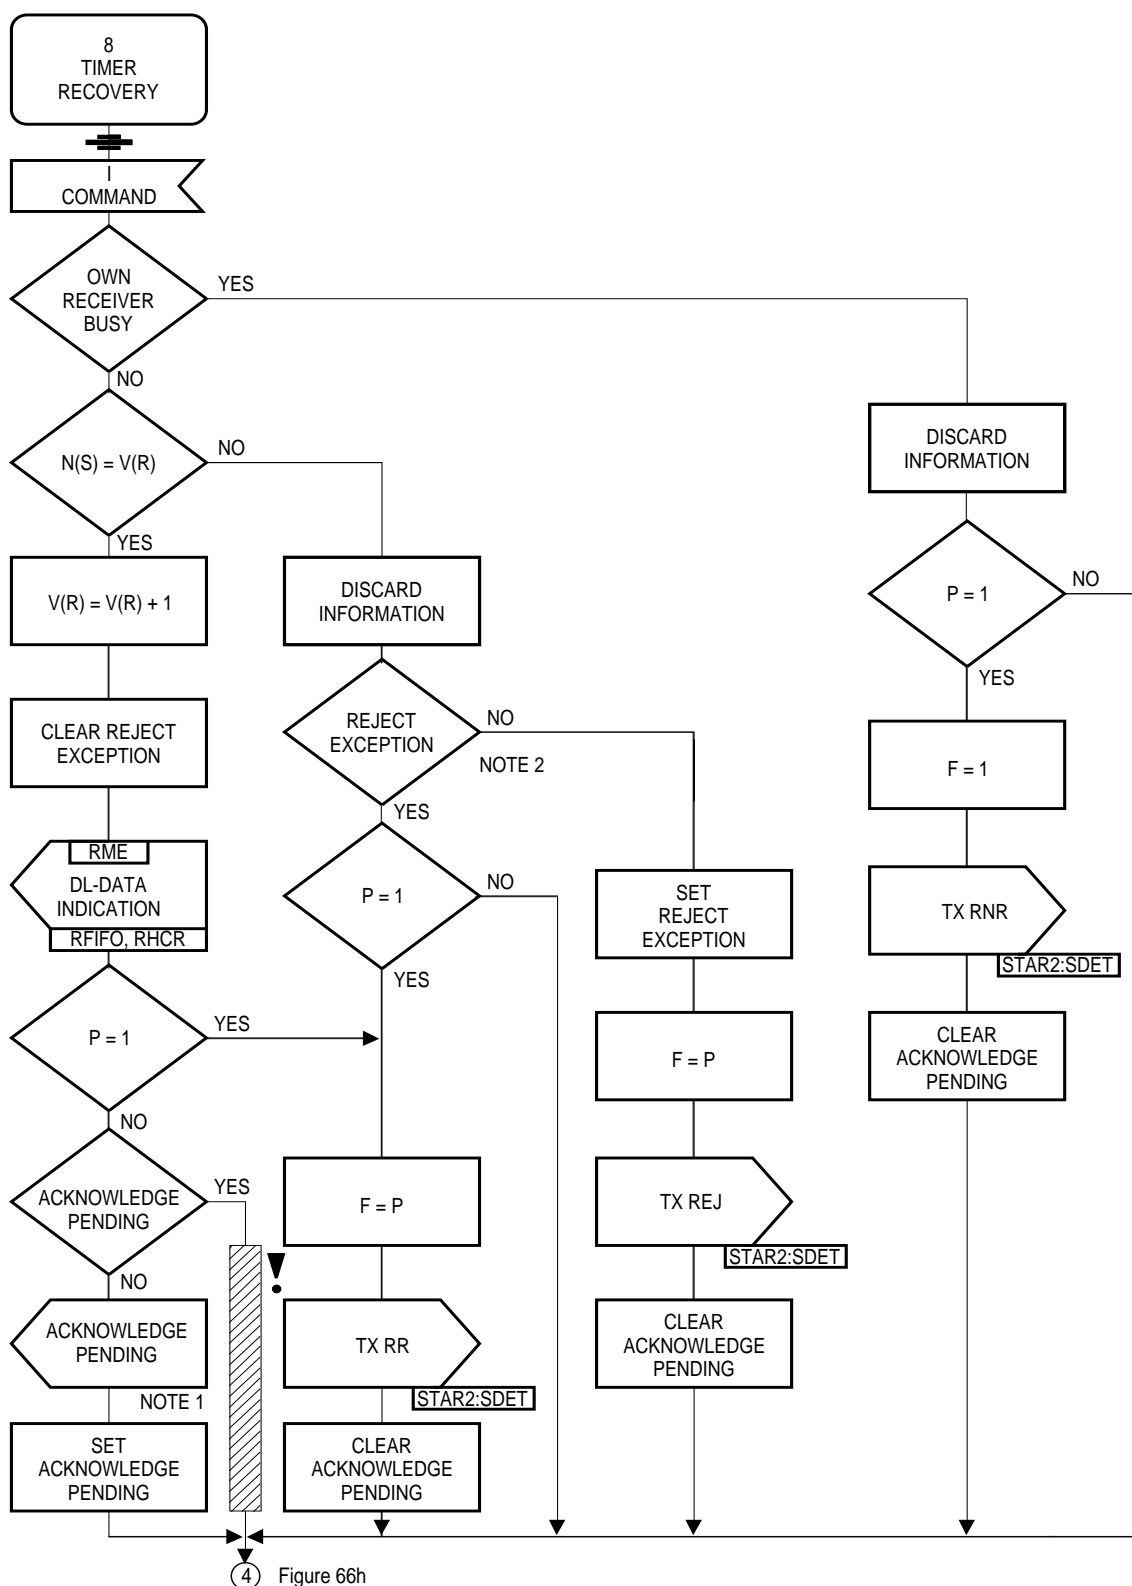 8
TIMER
RECOVERY
I
COMMAND
OWN
RECEIVER
BUSY
YES
NO
N(S) = V(R)
NO
YES
DISCARD
INFORMATION
V(R) = V(R) + 1
DISCARD
INFORMATION
P = 1
NO
YES
CLEAR REJECT
EXCEPTION
REJECT
EXCEPTION
NO
NOTE 2
YES
F = 1
RME
DL-DATA
INDICATION
RFIFO, RHCR
P = 1
NO
YES
SET
REJECT
EXCEPTION
TX RNR
STAR2:SDET
P = 1
YES
NO
F = P
CLEAR
ACKNOWLEDGE
PENDING
ACKNOWLEDGE
PENDING
YES
NO
F = P
TX REJ
STAR2:SDET
!
ACKNOWLEDGE
PENDING
NOTE 1
TX RR
STAR2:SDET
CLEAR
ACKNOWLEDGE
PENDING
SET
ACKNOWLEDGE
PENDING
CLEAR
ACKNOWLEDGE
PENDING
4 Figure 66h